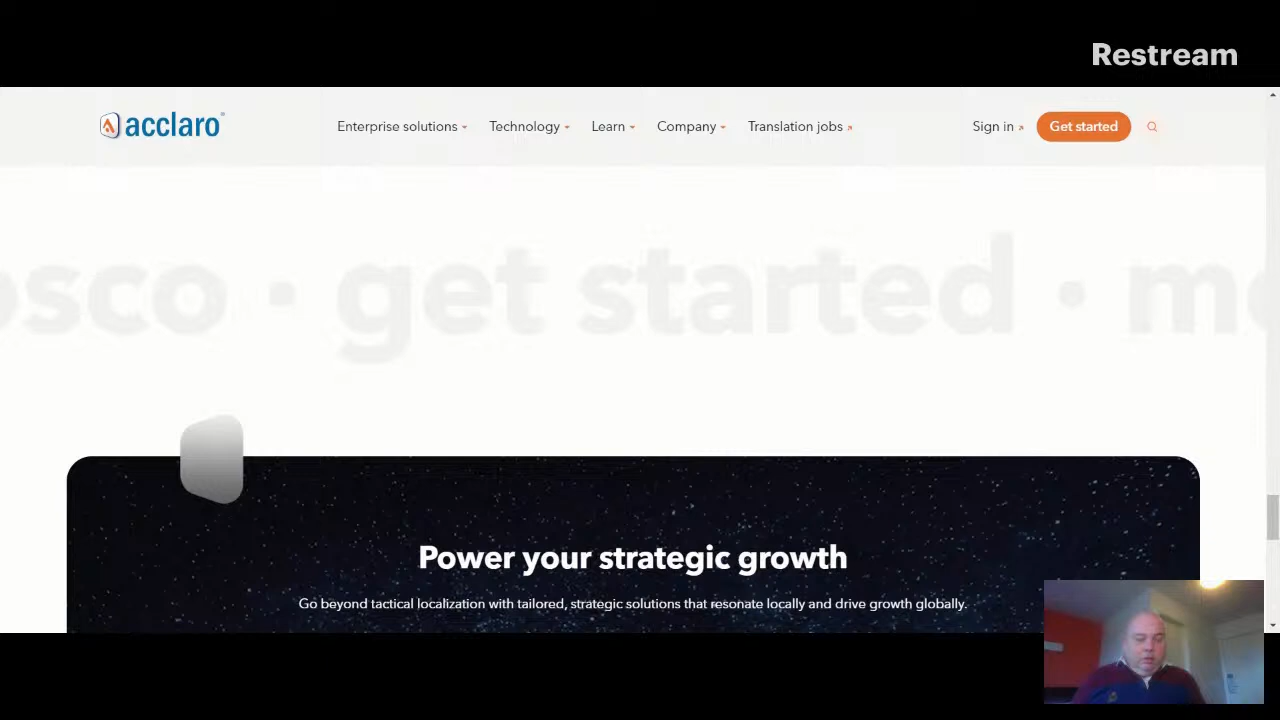 Restream
acclaro®
Enterprise solutions
Technology
Learn
Company
Translation jobs
Sign in
Get started
osco · get started · m
Power your strategic growth
Go beyond tactical localization with tailored, strategic solutions that resonate locally and drive growth globally.